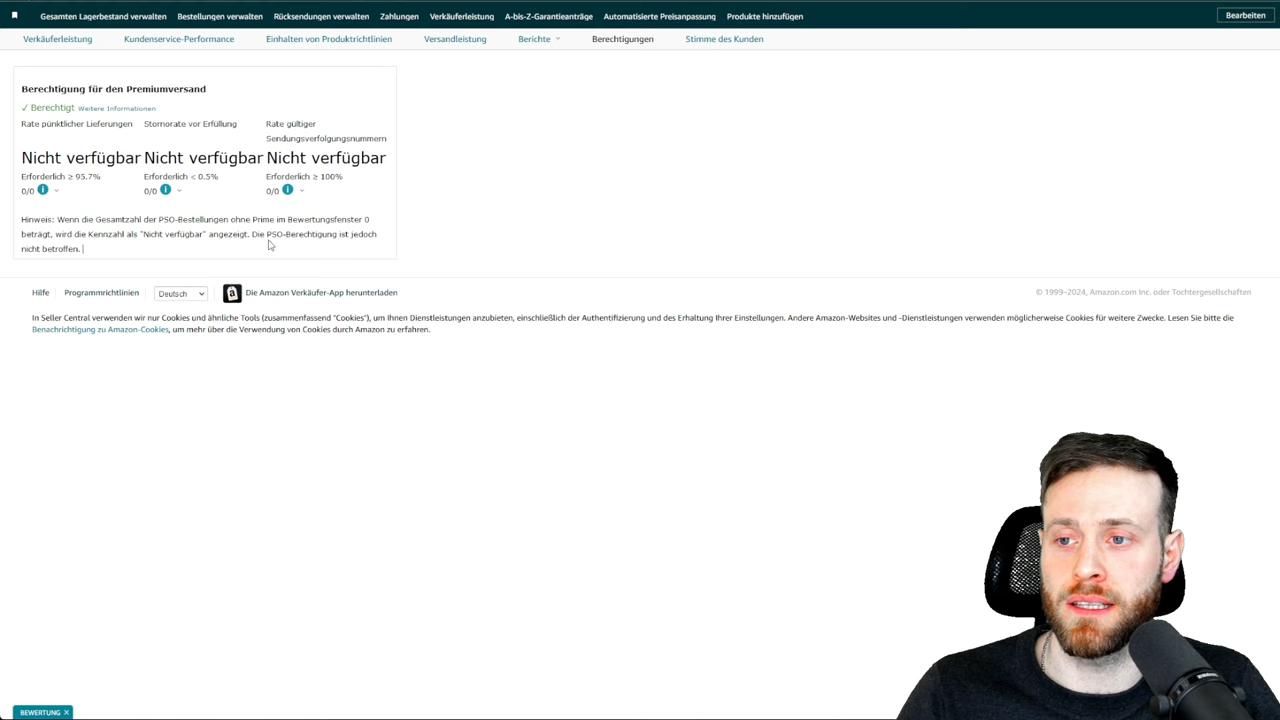 Gesamten Lagerbestand verwalten Bestellungen verwalten Rücksendungen verwalten Zahlungen Verkäuferleistung A-bis-Z-Garantieanträge Automatisierte Preisanpassung Produkte hinzufügen Bearbeiten
Verkäuferleistung Kundenservice-Performance Einhalten von Produktrichtlinien Versandleistung Berichte Berechtigungen Stimme des Kunden
Berechtigung für den Premiumversand
✓ Berechtigt Weitere Informationen
Rate pünktlicher Lieferungen Stornorate vor Erfüllung Rate gültiger
Sendungsverfolgungsnummern
Nicht verfügbar Nicht verfügbar Nicht verfügbar
Erforderlich ≥ 95.7% Erforderlich < 0.5% Erforderlich ≥ 100%
0/0 0/0 0/0
Hinweis: Wenn die Gesamtzahl der PSO-Bestellungen ohne Prime im Bewertungsfenster 0
beträgt, wird die Kennzahl als "Nicht verfügbar" angezeigt. Die PSO-Berechtigung ist jedoch
nicht betroffen.
Hilfe Programmrichtlinien Deutsch Die Amazon Verkäufer-App herunterladen © 1999–2024, Amazon.com Inc. oder Tochtergesellschaften
In Seller Central verwenden wir nur Cookies und ähnliche Tools (zusammenfassend "Cookies"), um Ihnen Dienstleistungen anzubieten, einschließlich der Authentifizierung und des Erhaltung Ihrer Einstellungen. Andere Amazon-Websites und -Dienstleistungen verwenden möglicherweise Cookies für weitere Zwecke. Lesen Sie bitte die
Benachrichtigung zu Amazon-Cookies, um mehr über die Verwendung von Cookies durch Amazon zu erfahren.
BEWERTUNG ×